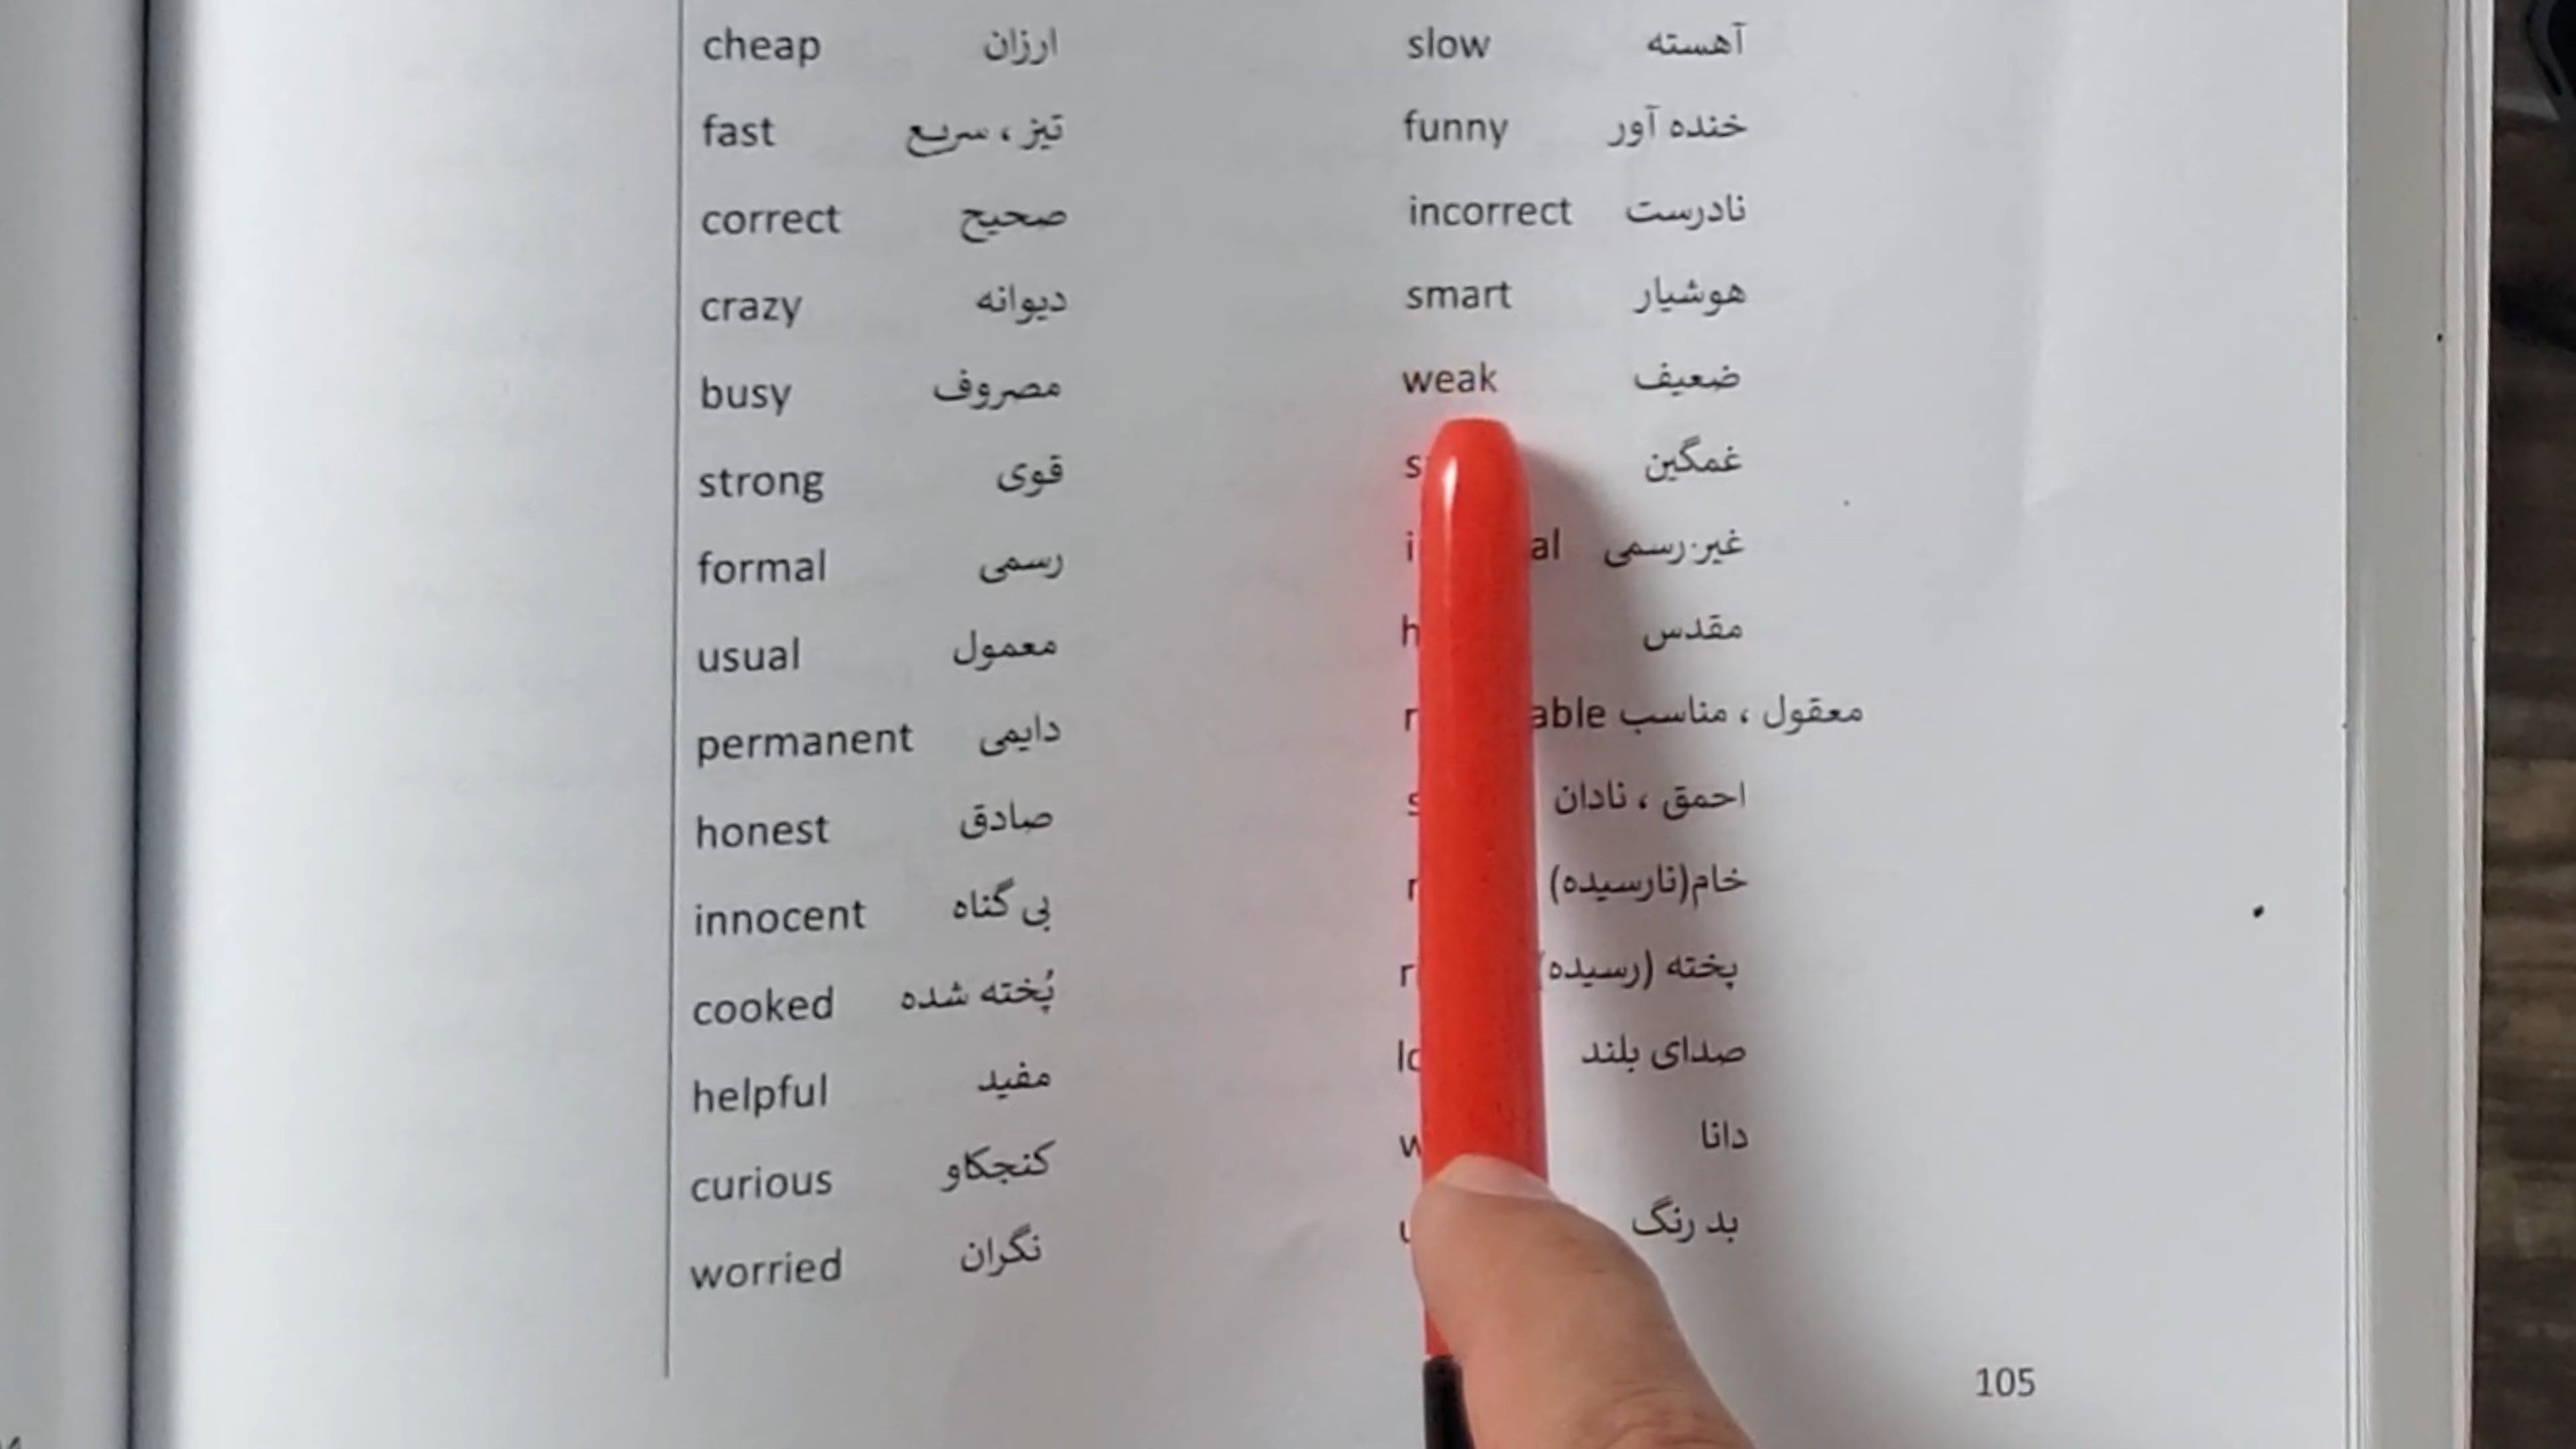 cheap ارزان slow آهسته
fast تیز ، سریع funny خنده آور
correct صحیح incorrect نادرست
crazy دیوانه smart هوشیار
busy مصروف weak ضعیف
strong قوی غمگین
formal رسمی غیر رسمی
usual معمول مقدس
permanent دایمی معقول ، مناسب
honest صادق احمق ، نادان
innocent بی گناه خام(نارسیده)
cooked پُخته شده پخته (رسیده)
helpful مفید صدای بلند
curious کنجکاو دانا
worried نگران بد رنگ
105